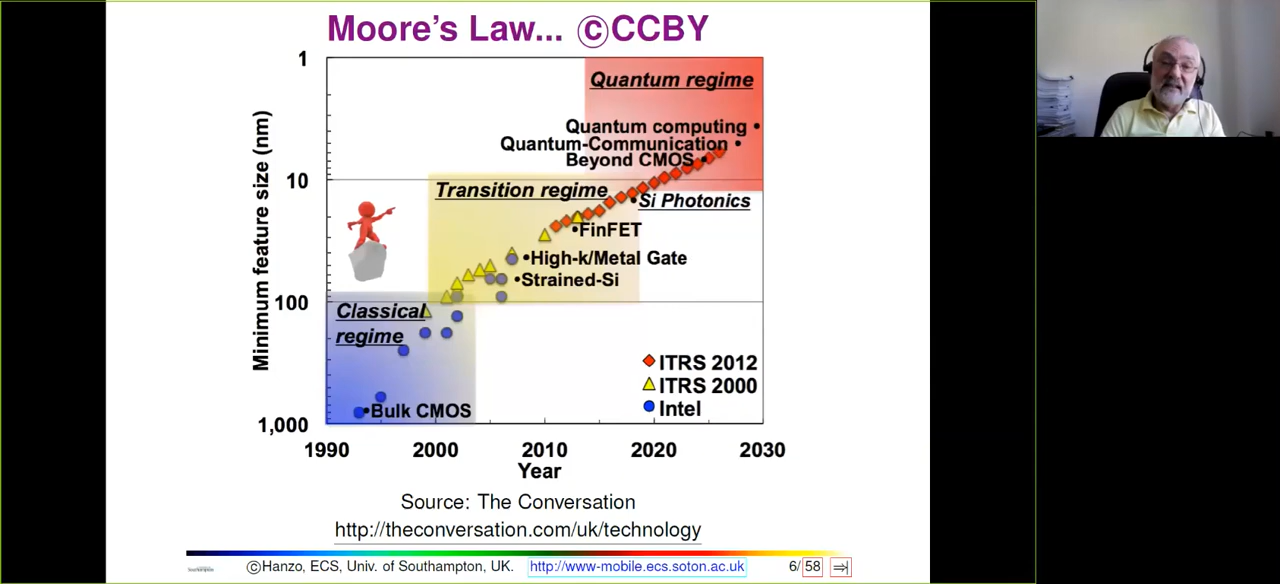 Moore's Law... ©CCBY
1
Quantum regime
Quantum computing •
Quantum-Communication •
Beyond CMOS •
10
Transition regime
•Si Photonics
•FinFET
•High-k/Metal Gate
•Strained-Si
100
Classical
regime
ITRS 2012
ITRS 2000
Intel
•Bulk CMOS
1,000
Minimum feature size (nm)
1990 2000 2010 2020 2030
Year
Source: The Conversation
http://theconversation.com/uk/technology
©Hanzo, ECS, Univ. of Southampton, UK. http://www-mobile.ecs.soton.ac.uk 6/58